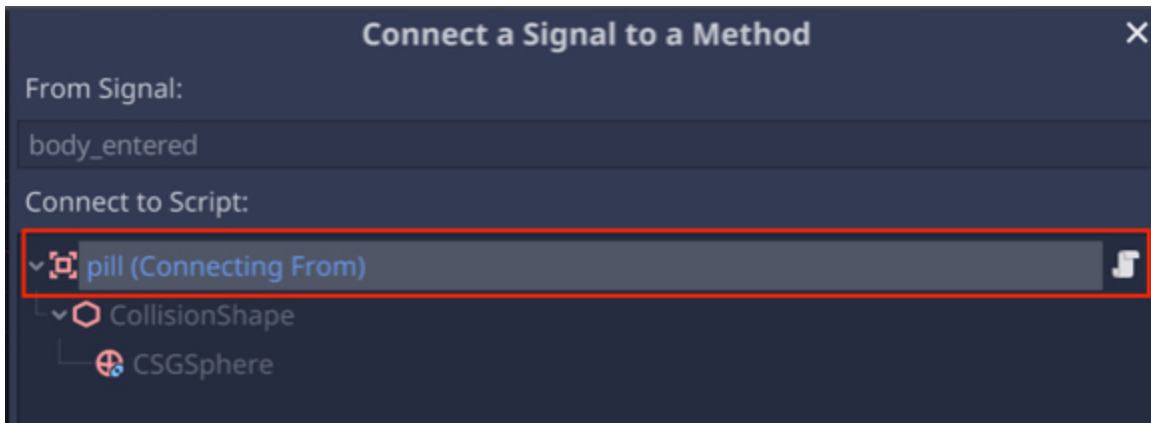 Connect a Signal to a Method
From Signal:
body_entered
Connect to Script:
pill (Connecting From)
CollisionShape
CSGSphere